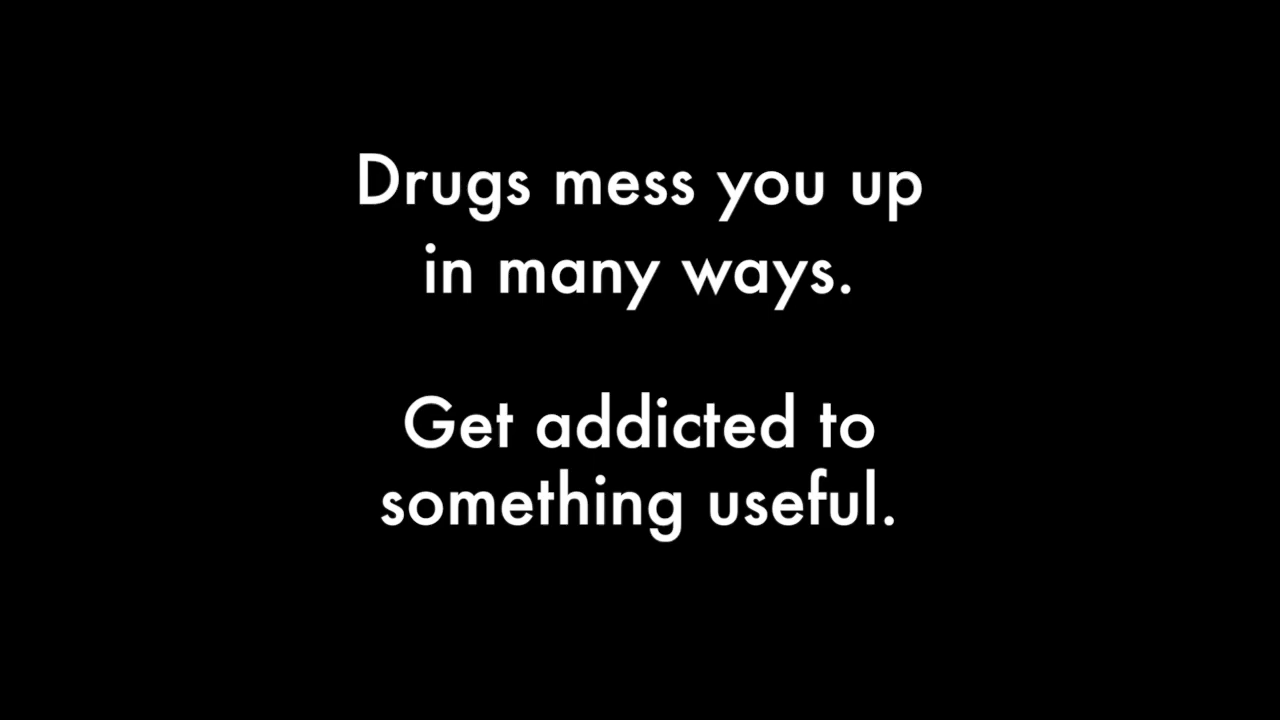 Drugs mess you up
in many ways.
Get addicted to
something useful.